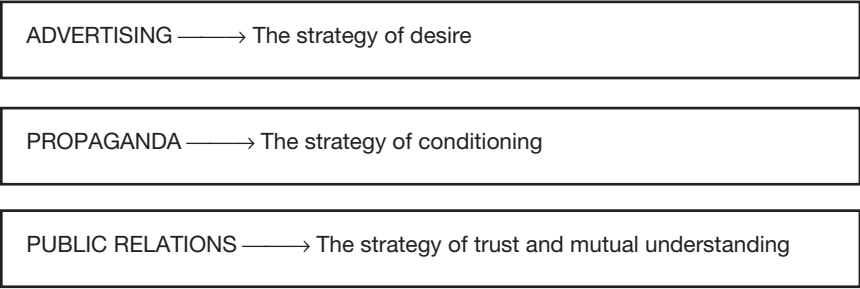 ADVERTISING ⟶ The strategy of desire
PROPAGANDA ⟶ The strategy of conditioning
PUBLIC RELATIONS ⟶ The strategy of trust and mutual understanding